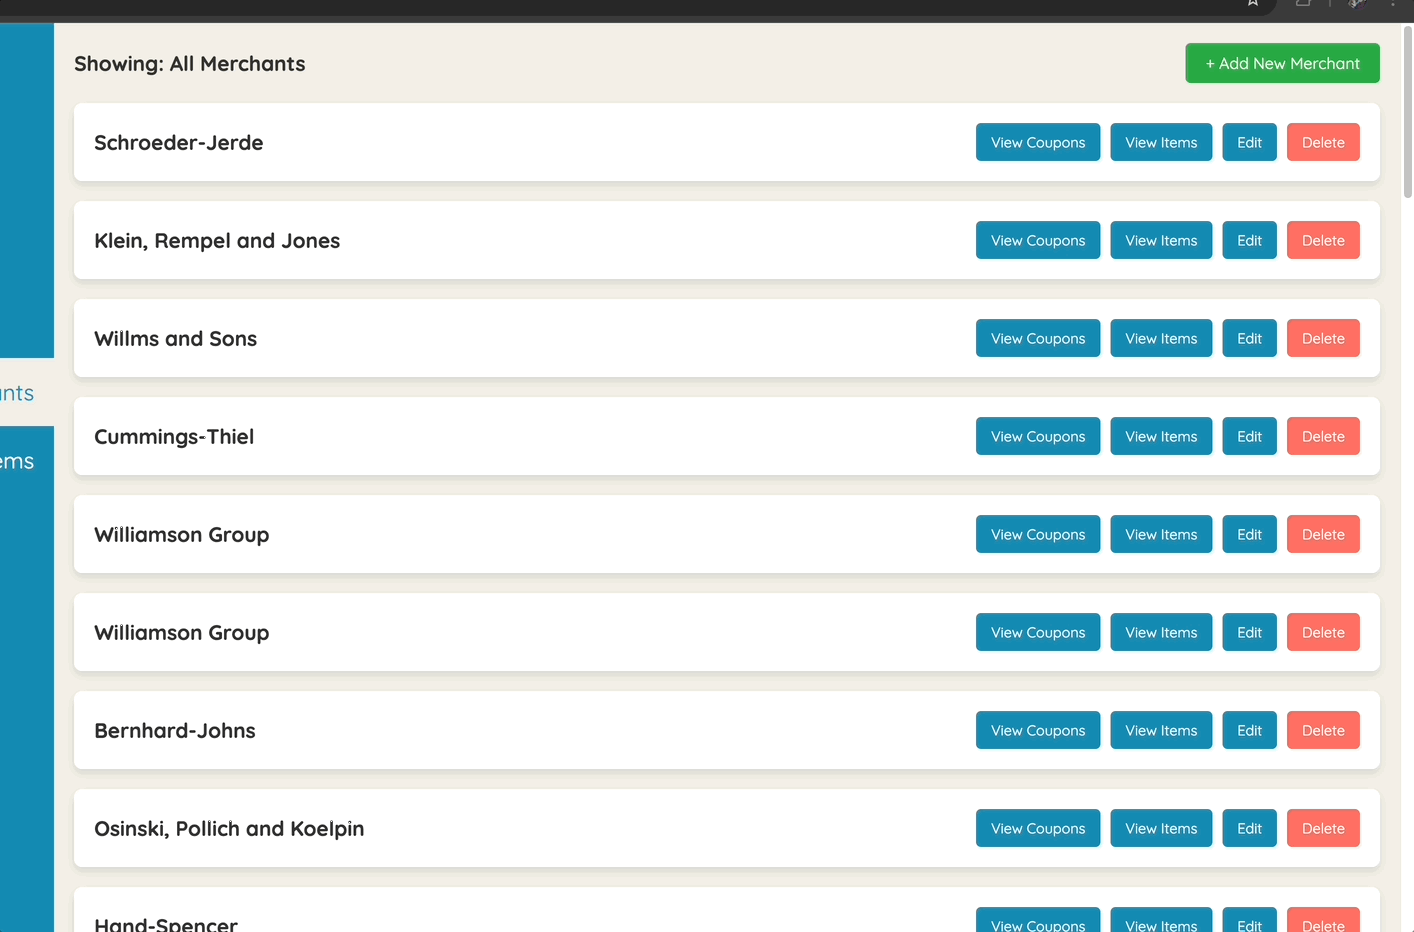 Showing: All Merchants
+ Add New Merchant
Schroeder-Jerde
View Coupons View Items Edit Delete
Klein, Rempel and Jones
View Coupons View Items Edit Delete
Willms and Sons
View Coupons View Items Edit Delete
ants
Cummings-Thiel
View Coupons View Items Edit Delete
ems
Williamson Group
View Coupons View Items Edit Delete
Williamson Group
View Coupons View Items Edit Delete
Bernhard-Johns
View Coupons View Items Edit Delete
Osinski, Pollich and Koelpin
View Coupons View Items Edit Delete
Hand-Spencer
View Coupons View Items Edit Delete